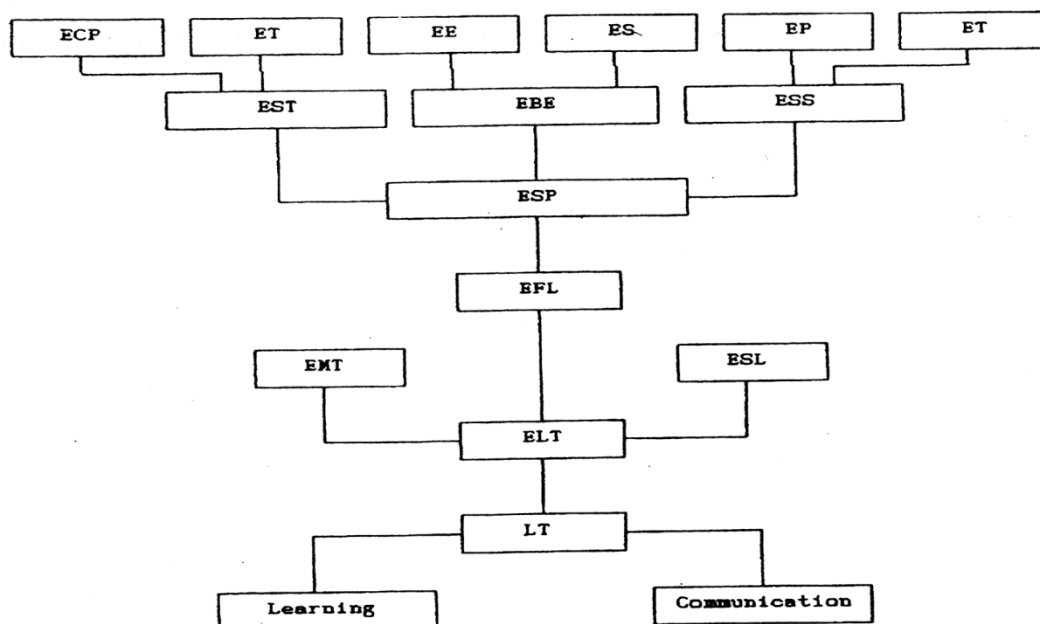 ECP ET EE ES EP ET
EST EBE ESS
ESP
EFL
EMT ESL
ELT
LT
Learning Communication